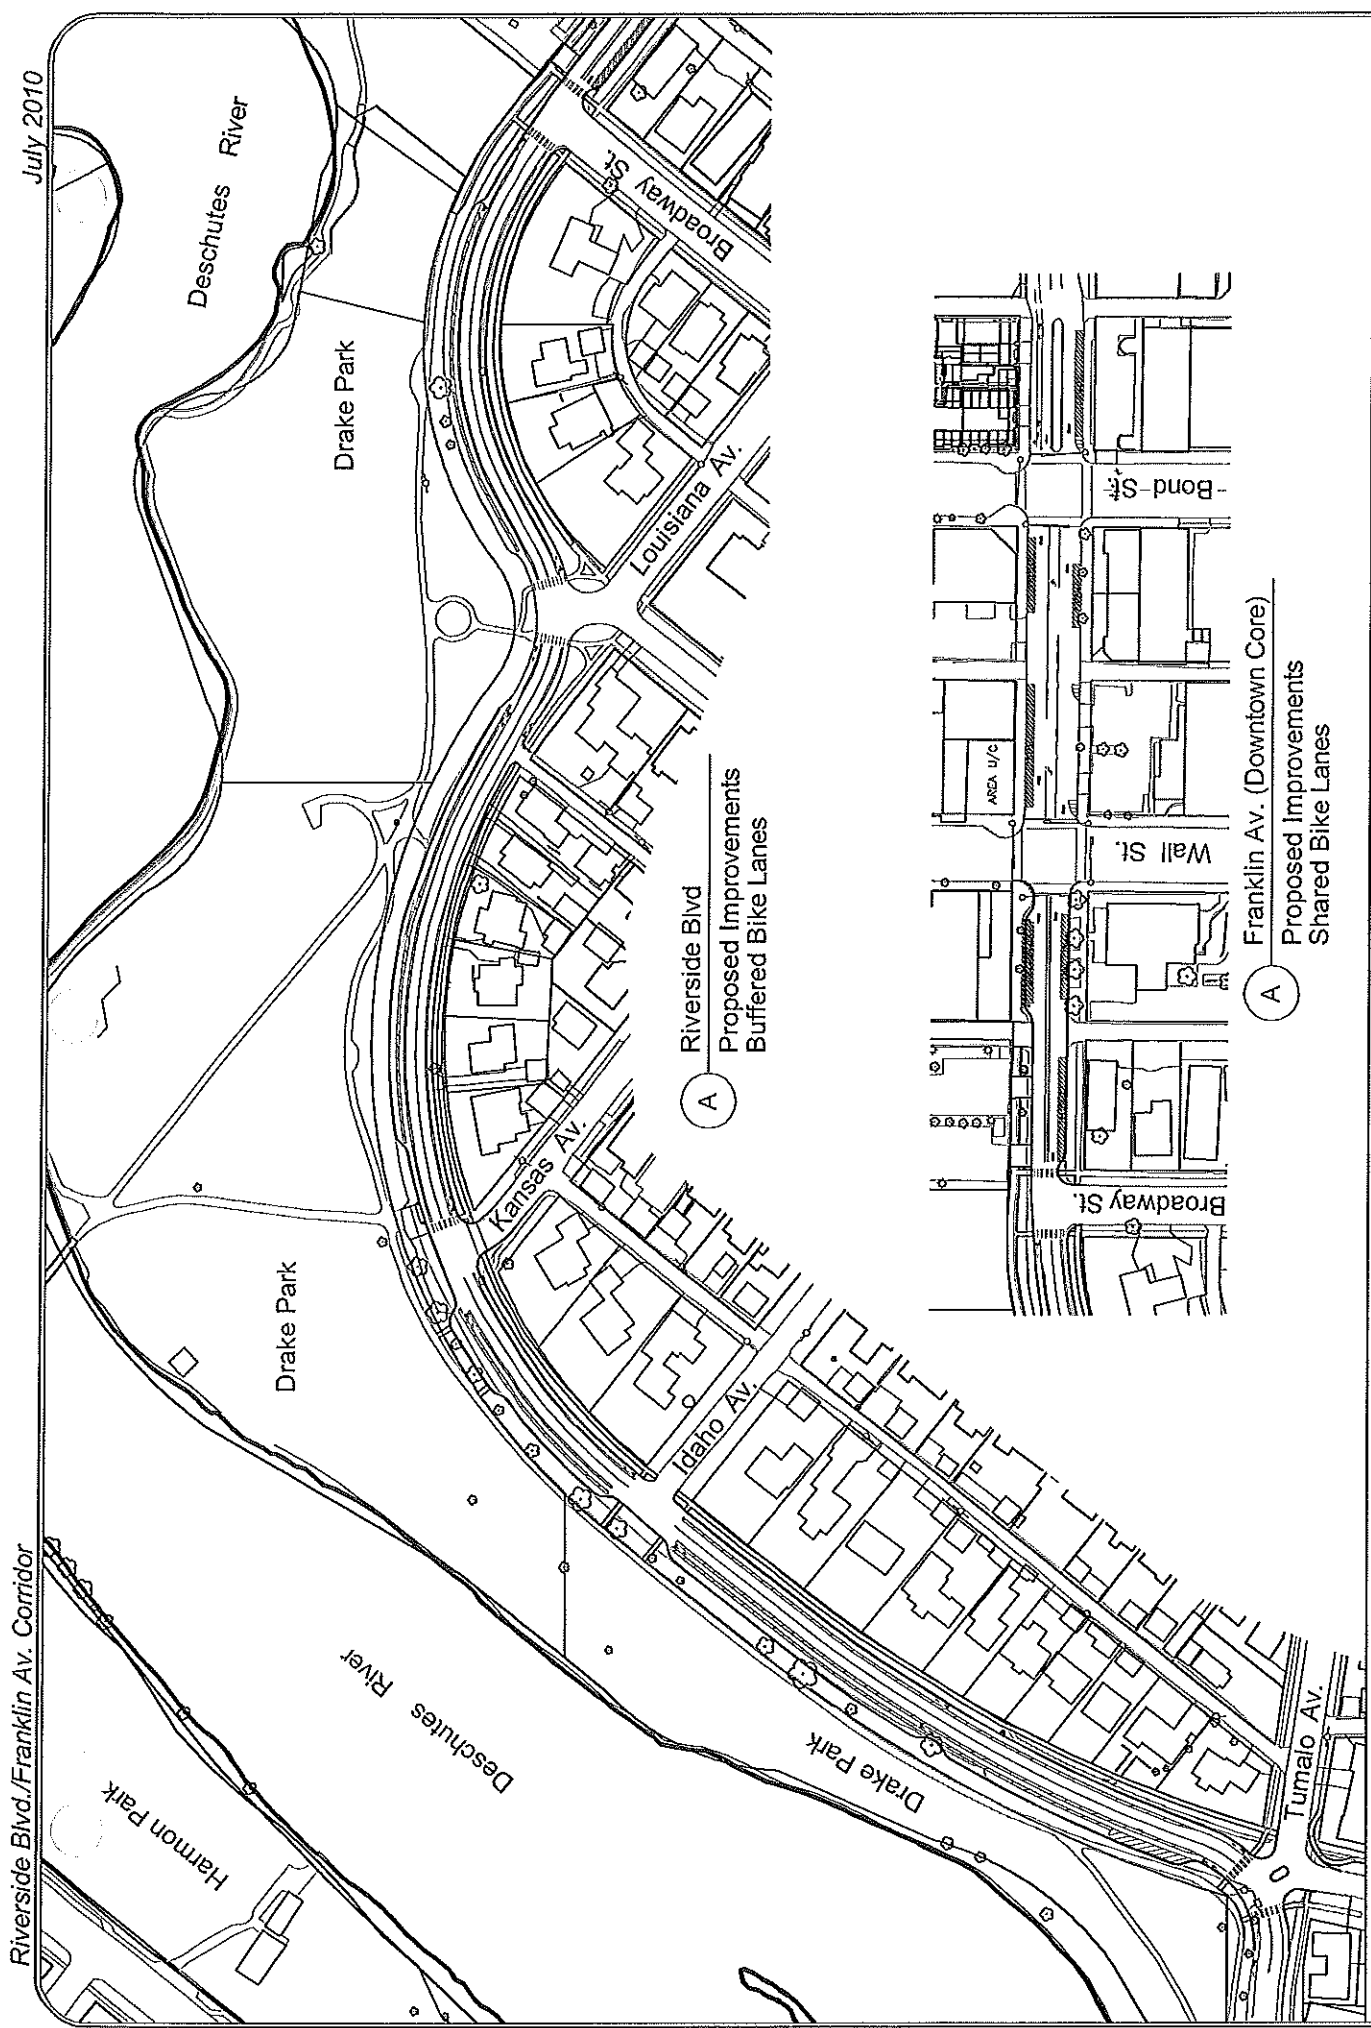 Riverside Blvd./Franklin Av. Corridor
July 2010
Harmon Park
Deschutes River
Drake Park
Drake Park
Drake Park
Deschutes River
Tumalo Av.
Idaho Av.
Kansas Av.
Louisiana Av.
Broadway St.
A
Riverside Blvd
Proposed Improvements
Buffered Bike Lanes
Broadway St.
Wall St.
Bond St.
AREA U/C
A
Franklin Av. (Downtown Core)
Proposed Improvements
Shared Bike Lanes